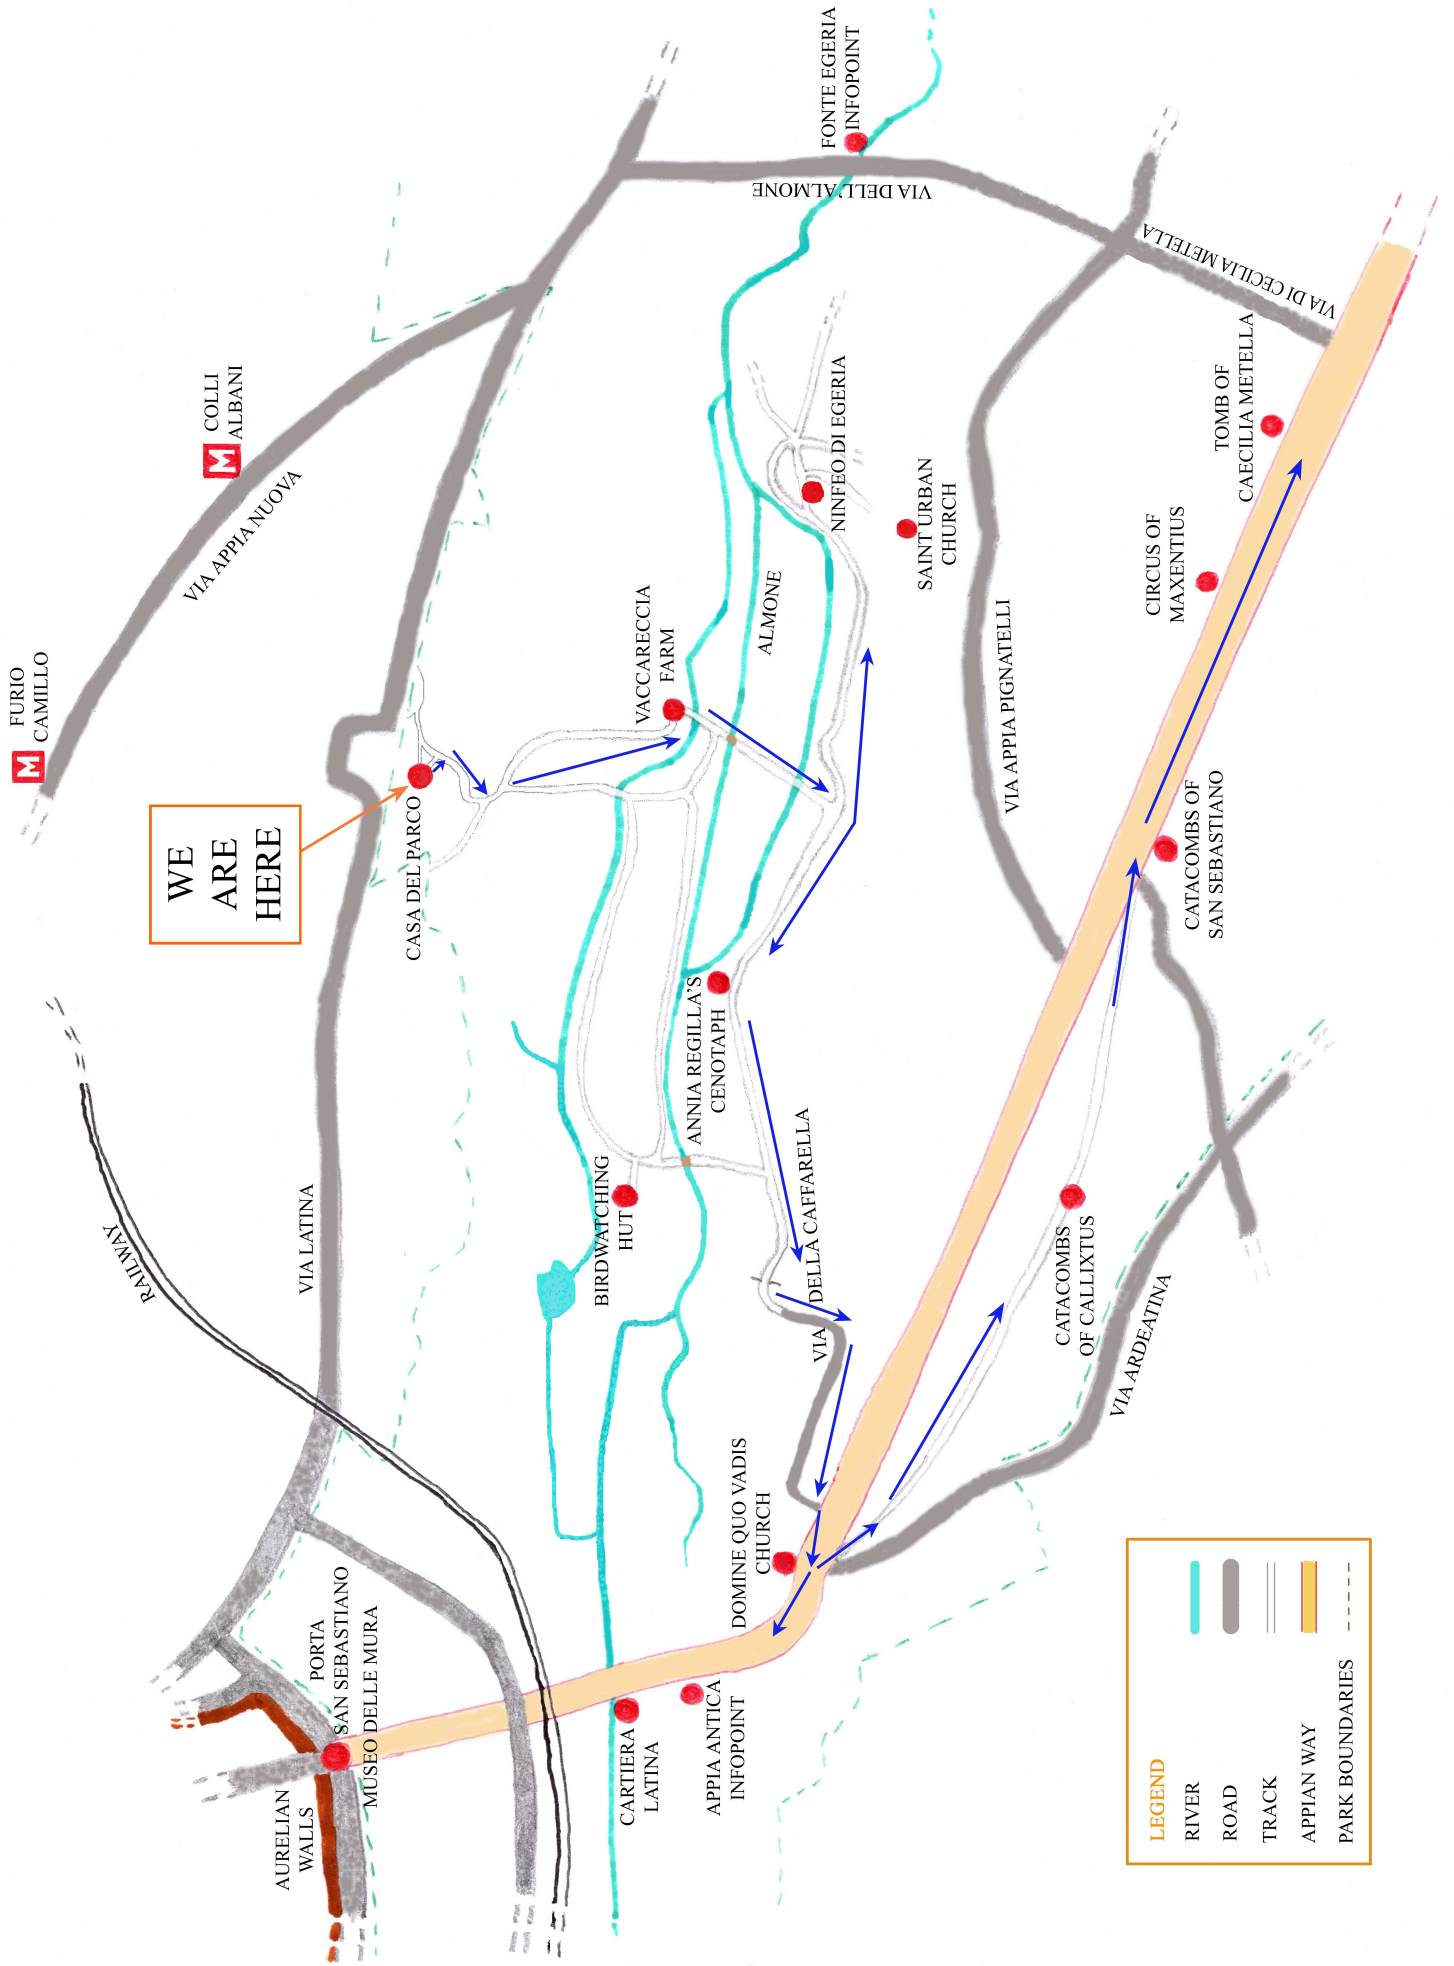 FURIO
CAMILLO
M
COLLI
ALBANI
M
VIA APPIA NUOVA
WE
ARE
HERE
CASA DEL PARCO
RAILWAY
VIA LATINA
VACCARECCIA
FARM
ALMONE
FONTE EGERIA
INFOPOINT
VIA DELL'ALMONE
VIA DI CECILIA METELLA
NINFEO DI EGERIA
SAINT URBAN
CHURCH
VIA APPIA PIGNATELLI
CIRCUS OF
MAXENTIUS
TOMB OF
CAECILIA METELLA
CATACOMBS OF
SAN SEBASTIANO
ANNIA REGILLA'S
CENOTAPH
BIRDWATCHING
HUT
VIA DELLA CAFFARELLA
CATACOMBS
OF CALLIXTUS
VIA ARDEATINA
DOMINE QUO VADIS
CHURCH
PORTA
SAN SEBASTIANO
MUSEO DELLE MURA
AURELIAN
WALLS
CARTIERA
LATINA
APPIA ANTICA
INFOPOINT
LEGEND
RIVER
ROAD
TRACK
APPIAN WAY
PARK BOUNDARIES